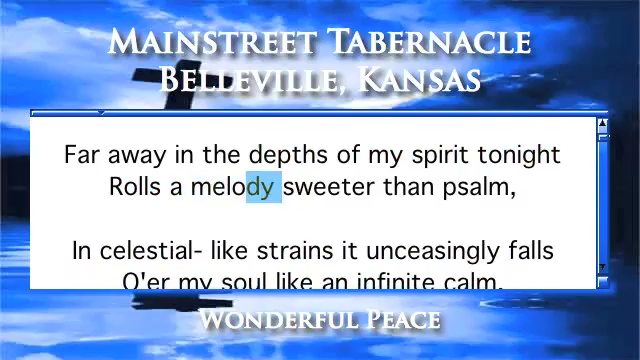 MAINSTREET TABERNACLE
BELLEVILLE, KANSAS
Far away in the depths of my spirit tonight
Rolls a melody sweeter than psalm,
In celestial- like strains it unceasingly falls
O'er my soul like an infinite calm.
WONDERFUL PEACE